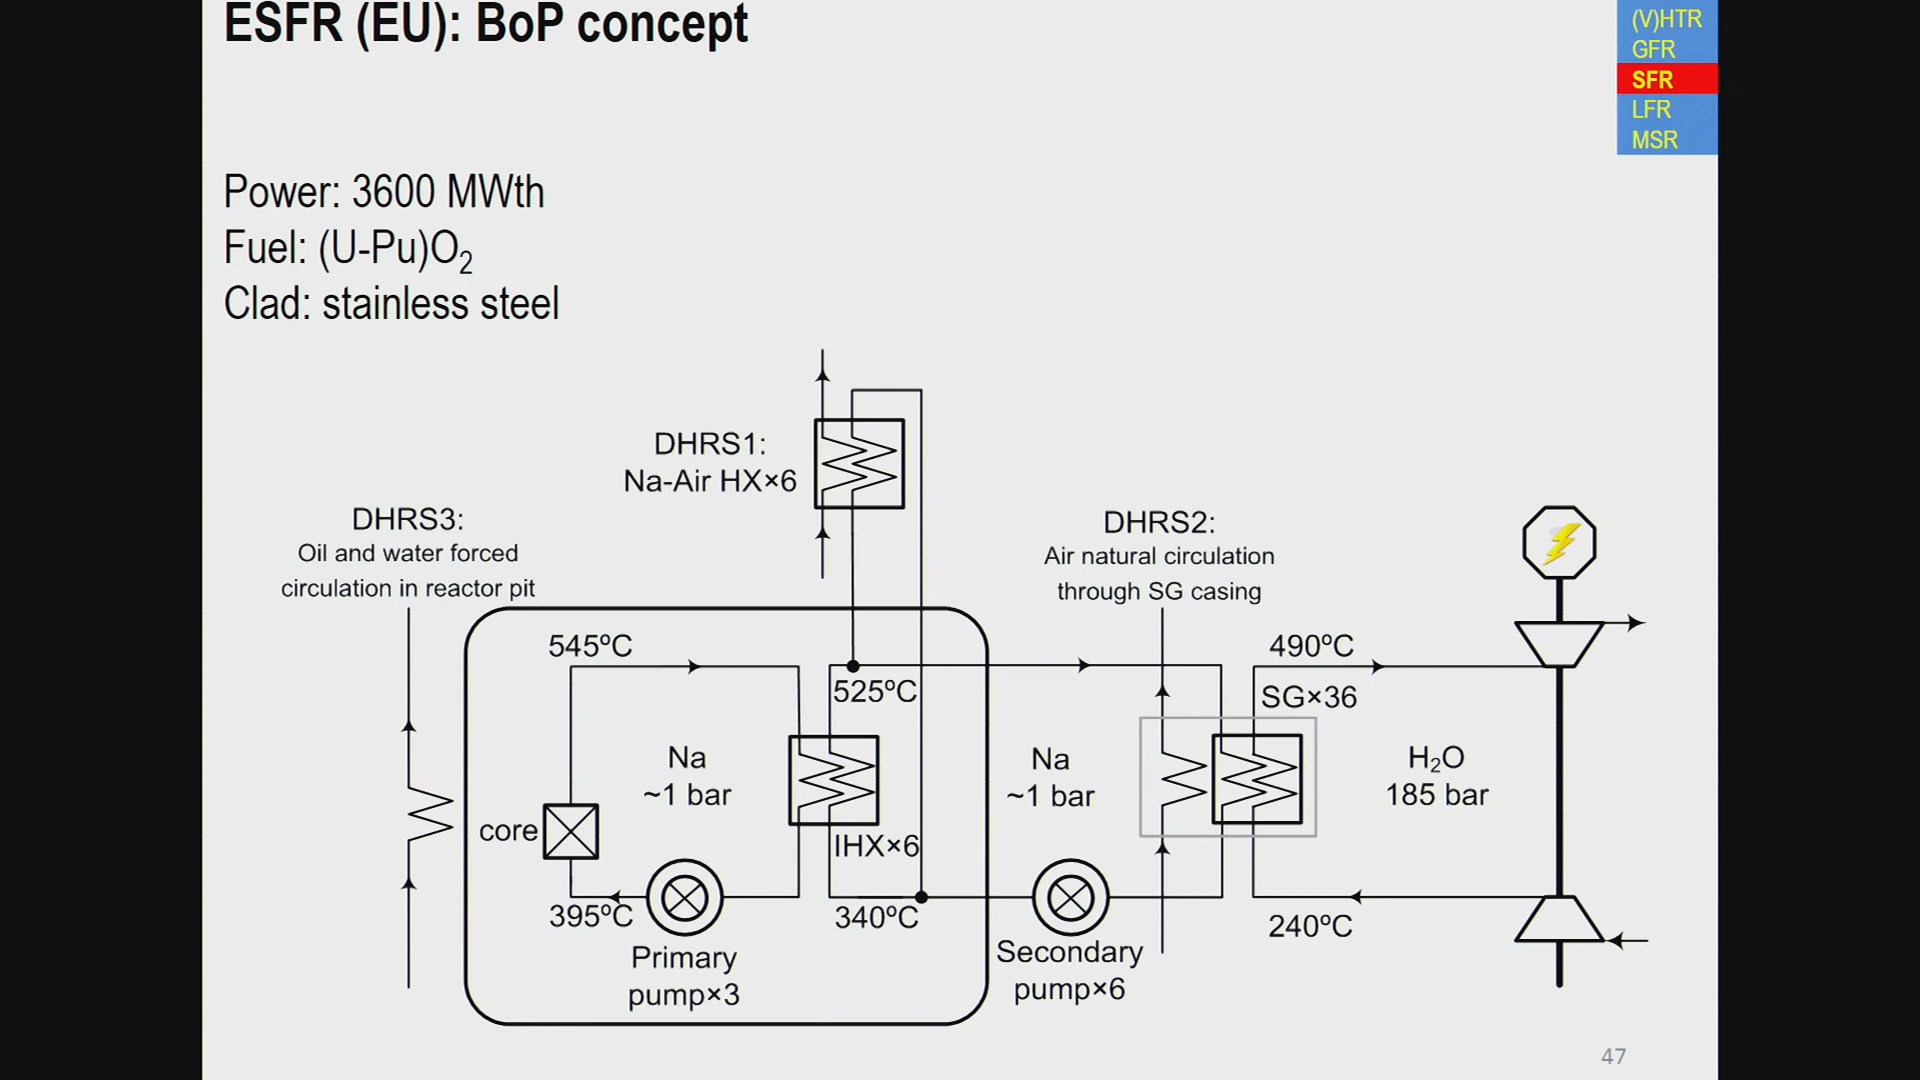 ESFR (EU): BoP concept
(V)HTR
GFR
SFR
LFR
MSR
Power: 3600 MWth
Fuel: (U-Pu)O₂
Clad: stainless steel
DHRS1:
Na-Air HX×6
DHRS3:
Oil and water forced
circulation in reactor pit
DHRS2:
Air natural circulation
through SG casing
545ºC
525ºC
490ºC
SG×36
Na
~1 bar
Na
~1 bar
H₂O
185 bar
core
IHX×6
395ºC
340ºC
240ºC
Primary
pump×3
Secondary
pump×6
47